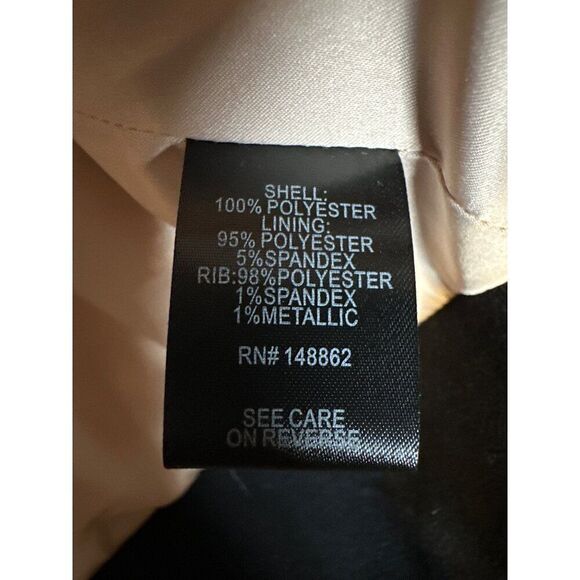 SHELL:
100% POLYESTER
LINING:
95% POLYESTER
5%SPANDEX
RIB:98%POLYESTER
1%SPANDEX
1%METALLIC
RN# 148862
SEE CARE
ON REVERSE